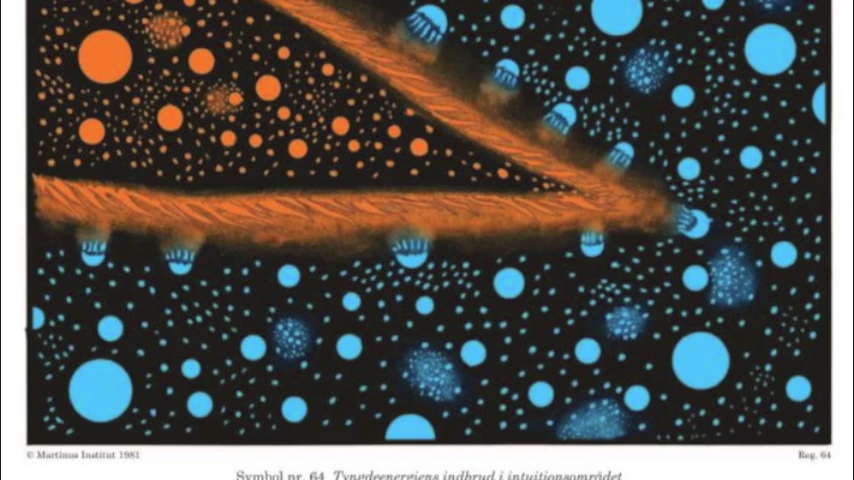 © Martinus Institut 1981
Reg. 64
Symbol nr. 64 Tyngdeenergiens indbrud i intuitionsområdet